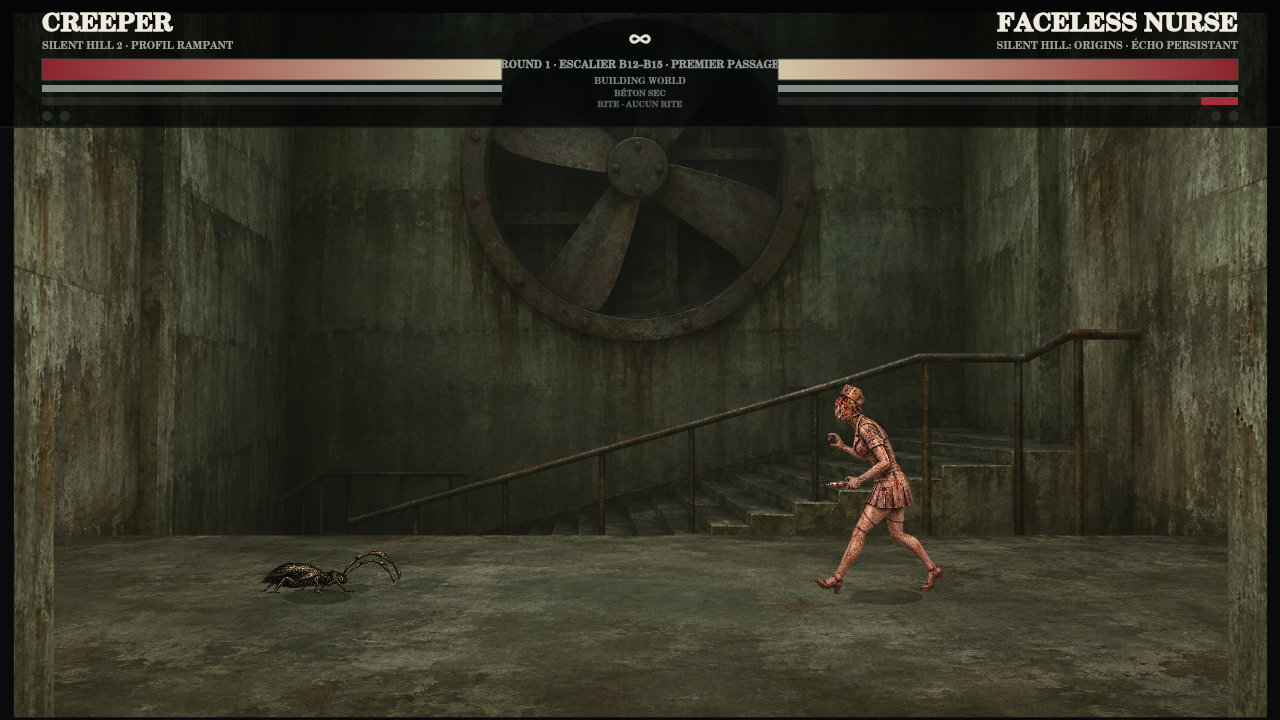 CREEPER
SILENT HILL 2 · PROFIL RAMPANT
∞
ROUND 1 · ESCALIER B12–B15 · PREMIER PASSAGE
BUILDING WORLD
BÉTON SEC
RITE · AUCUN RITE
FACELESS NURSE
SILENT HILL: ORIGINS · ÉCHO PERSISTANT